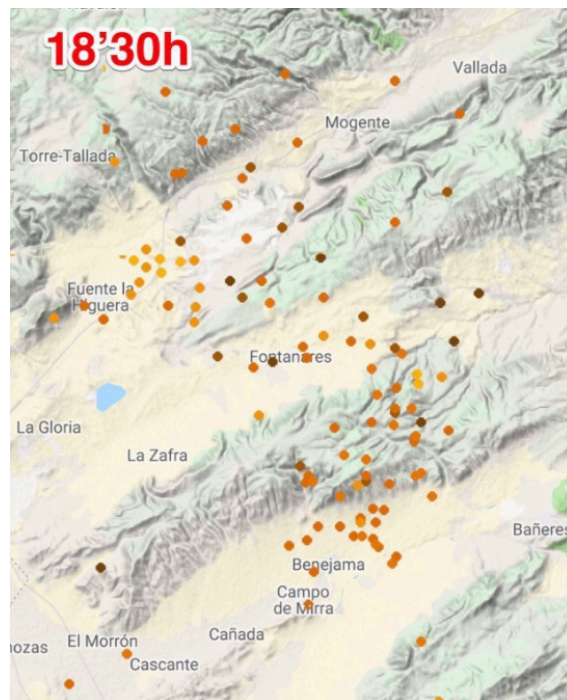 18’30h
Vallada
Mogente
Torre-Tallada
Fuente la
Higuera
Fontanares
La Gloria
La Zafra
Bañeres
Benejama
Campo
de Mirra
Cañada
El Morrón
Cascante